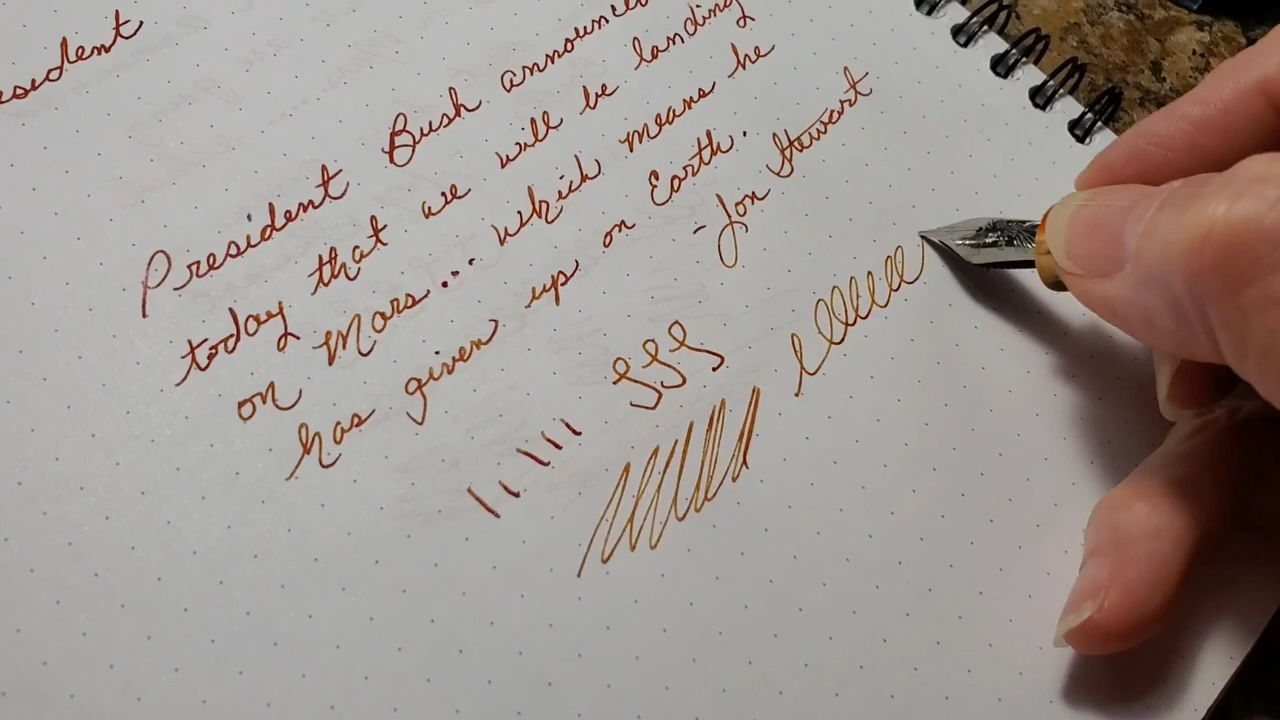 President
President Bush announced
today that we will be landing
on Mars... which means he
has given up on Earth.
-Jon Stewart